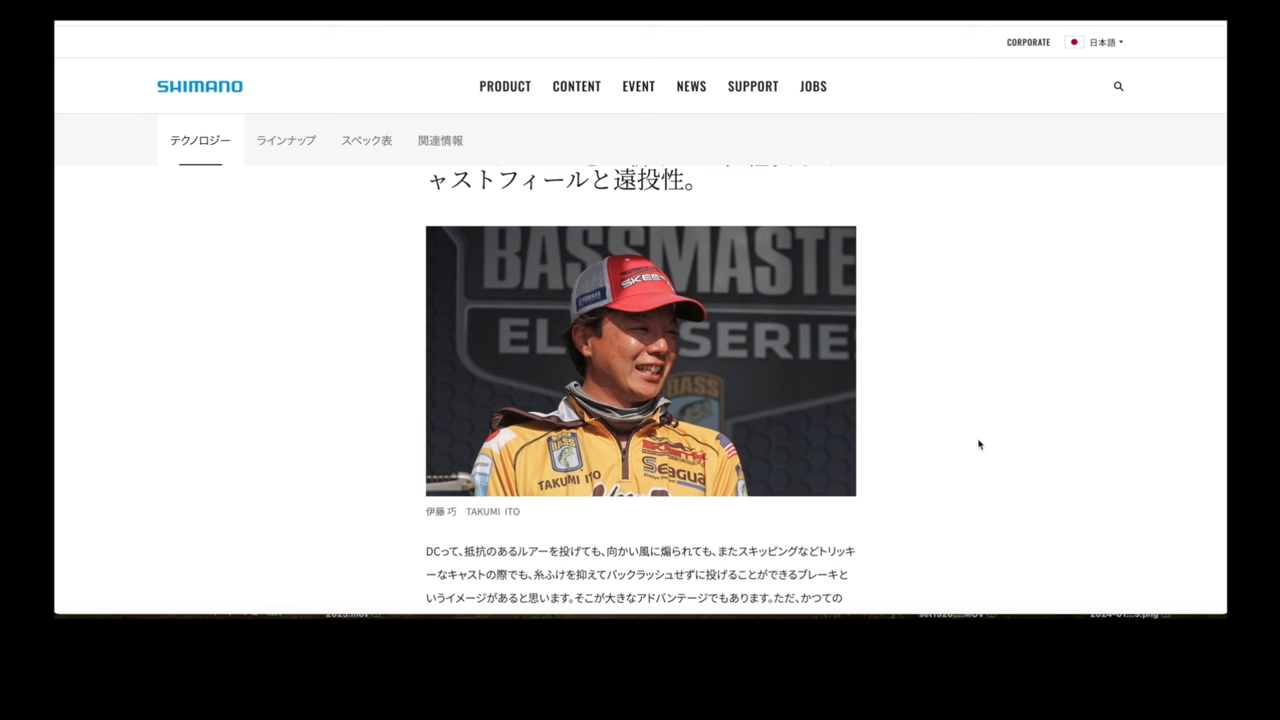 CORPORATE 日本語
SHIMANO PRODUCT CONTENT EVENT NEWS SUPPORT JOBS
テクノロジー ラインナップ スペック表 関連情報
ャストフィールと遠投性。
BASSMASTE
ELI SERIE
SKEET
YAMAHA
BASS
BASS
TAKUMI ITO
SKEETER
Seaguar
伊藤 巧 TAKUMI ITO
DCって、抵抗のあるルアーを投げても、向かい風に煽られても、またスキッピングなどトリッキ
ーなキャストの際でも、糸ふけを抑えてバックラッシュせずに投げることができるブレーキと
いうイメージがあると思います。そこが大きなアドバンテージでもあります。ただ、かつての